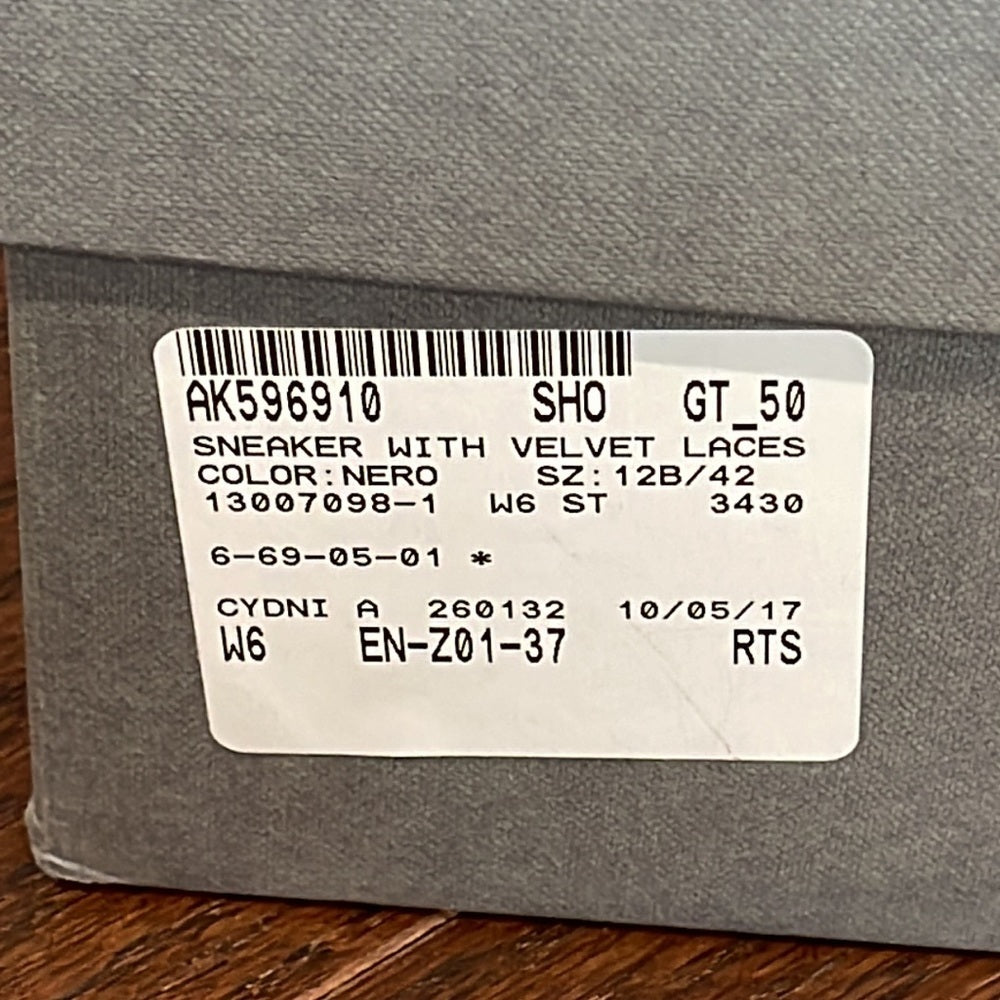 AK596910 SHO GT_50
SNEAKER WITH VELVET LACES
COLOR:NERO SZ:12B/42
13007098-1 W6 ST 3430
6-69-05-01 *
CYDNI A 260132 10/05/17
W6 EN-Z01-37 RTS